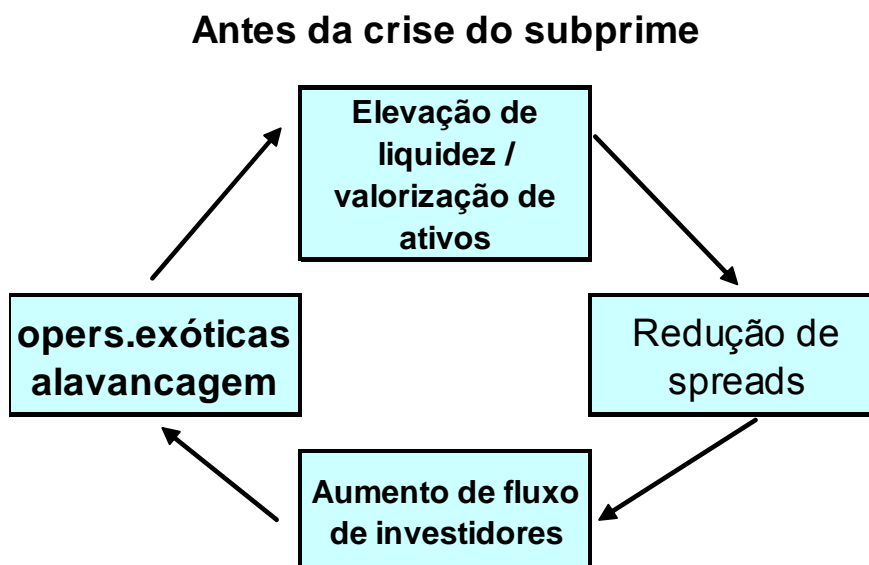 Antes da crise do subprime
Elevação de
liquidez /
valorização de
ativos
opers.exóticas
alavancagem
Redução de
spreads
Aumento de fluxo
de investidores